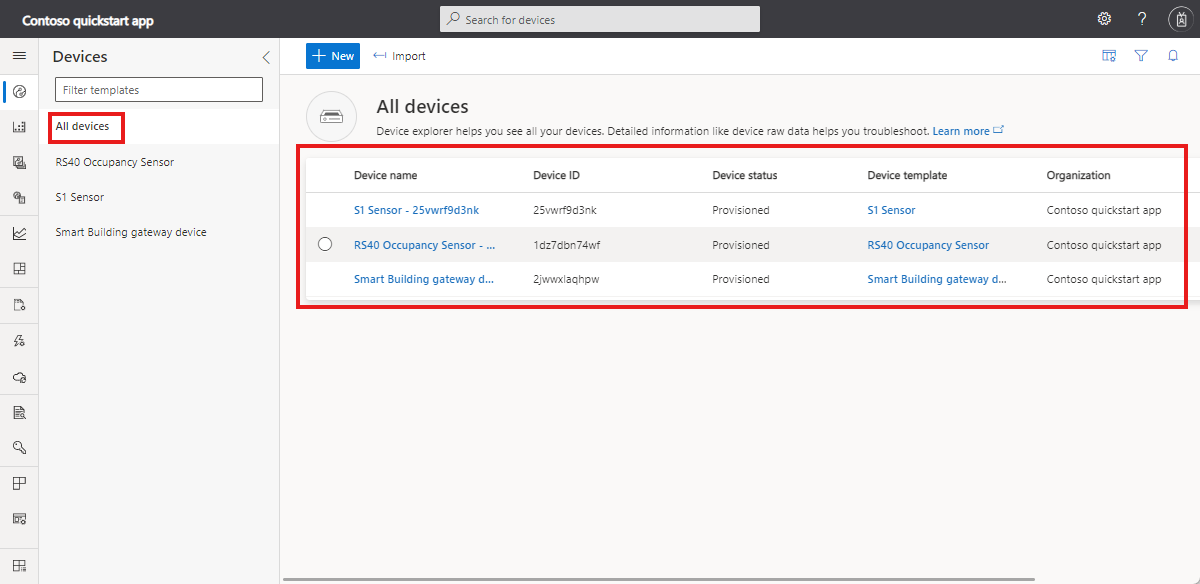 Contoso quickstart app
Search for devices
?
Devices
Filter templates
All devices
RS40 Occupancy Sensor
S1 Sensor
Smart Building gateway device
+ New
Import
All devices
Device explorer helps you see all your devices. Detailed information like device raw data helps you troubleshoot. Learn more
Device name Device ID Device status Device template Organization
S1 Sensor - 25vwrf9d3nk 25vwrf9d3nk Provisioned S1 Sensor Contoso quickstart app
RS40 Occupancy Sensor - ... 1dz7dbn74wf Provisioned RS40 Occupancy Sensor Contoso quickstart app
Smart Building gateway d... 2jwwxlaqhpw Provisioned Smart Building gateway d... Contoso quickstart app